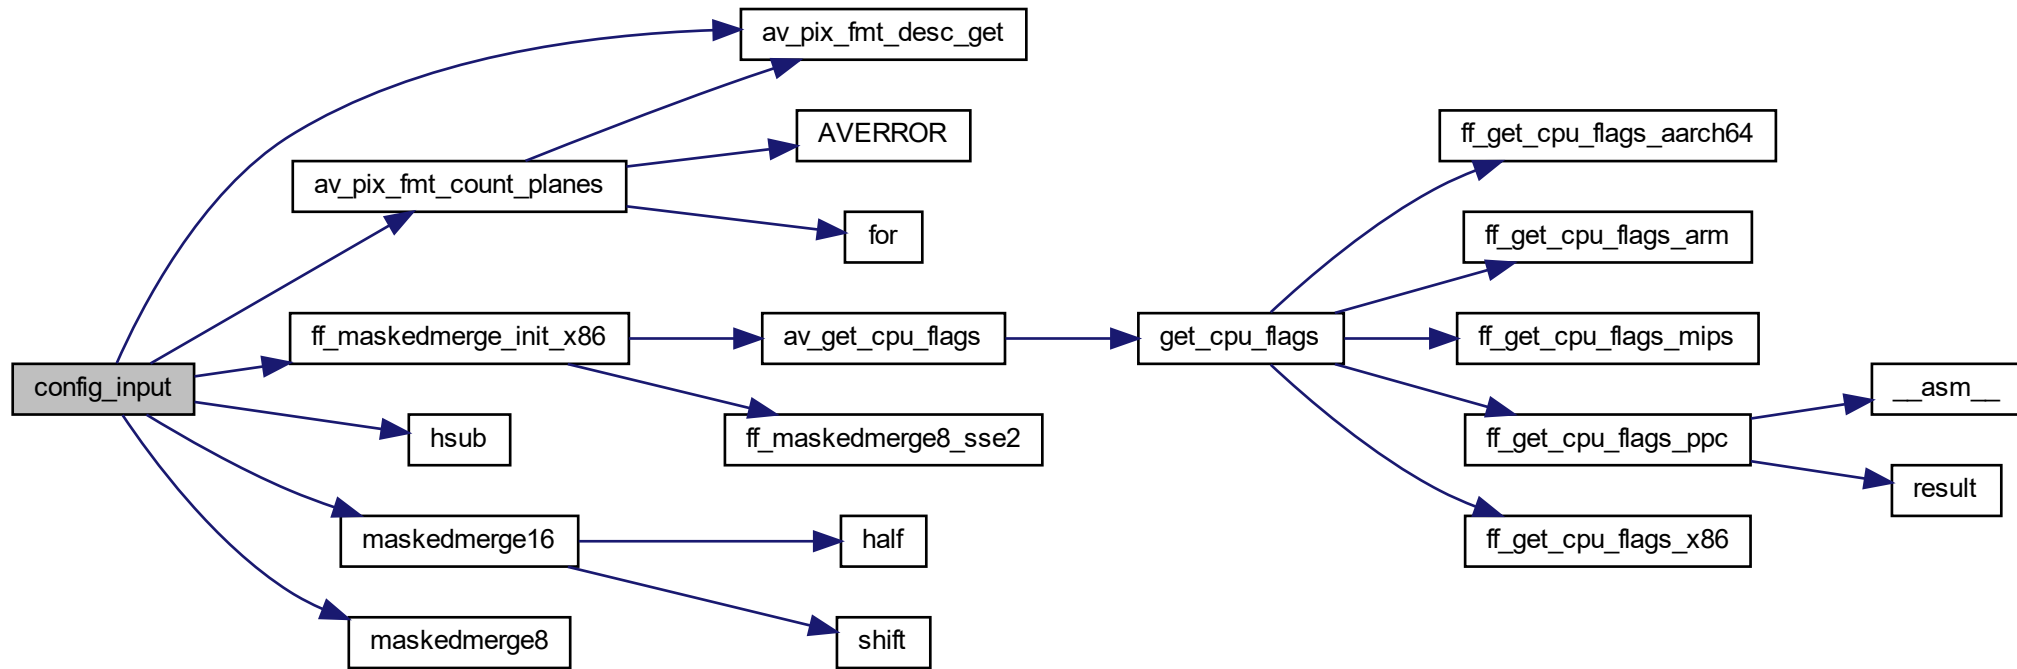 av_pix_fmt_desc_get
AVERROR
ff_get_cpu_flags_aarch64
av_pix_fmt_count_planes
for
ff_get_cpu_flags_arm
ff_maskedmerge_init_x86
av_get_cpu_flags
get_cpu_flags
ff_get_cpu_flags_mips
config_input
__asm__
hsub
ff_maskedmerge8_sse2
ff_get_cpu_flags_ppc
result
maskedmerge16
half
ff_get_cpu_flags_x86
maskedmerge8
shift